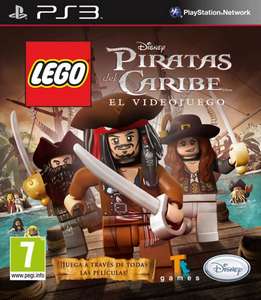 PS3
PlayStation Network
LEGO
Disney
PIRATAS
del
CARIBE
EL VIDEOJUEGO
7
www.pegi.info
¡JUEGA A TRAVÉS DE TODAS
LAS PELÍCULAS!
TT
games
Disney